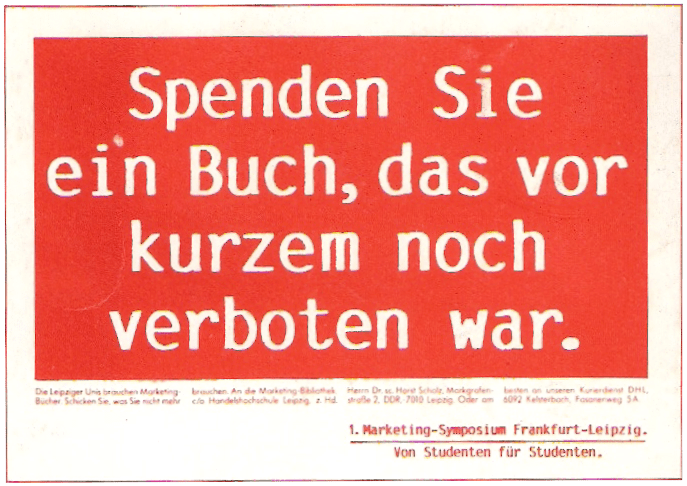 Spenden Sie
ein Buch, das vor
kurzem noch
verboten war.
Die Leipziger Unis brauchen Marketing-
Bücher. Schicken Sie, was Sie nicht mehr
brauchen. An die Marketing-Bibliothek
c/o Handelshochschule Leipzig, z. Hd.
Herrn Dr. sc. Horst Scholz, Markgrafen-
straße 2, DDR, 7010 Leipzig. Oder am
besten an unseren Kurierdienst DHL,
6092 Kelsterbach, Fasanenweg 5A
1. Marketing-Symposium Frankfurt-Leipzig.
Von Studenten für Studenten.